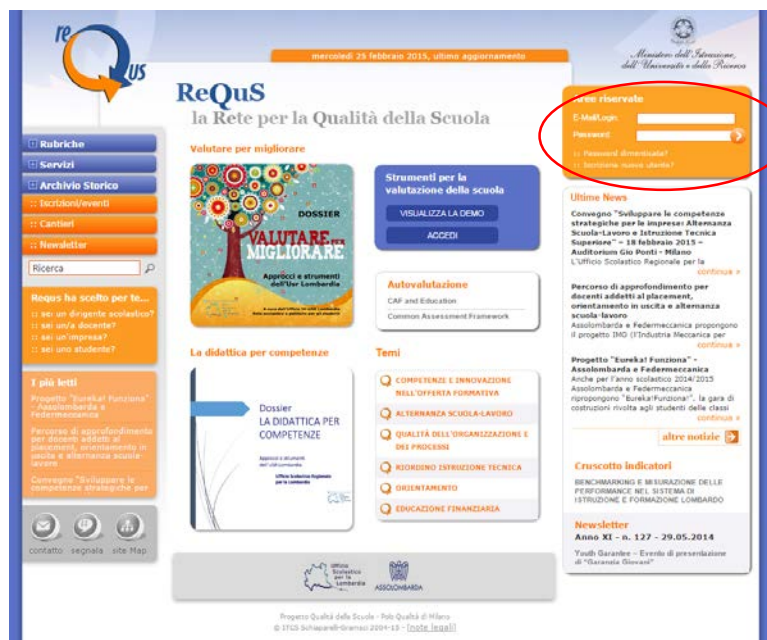 re
Q
US
mercoledì 25 febbraio 2015, ultimo aggiornamento
Ministero dell'Istruzione,
dell'Università e della Ricerca
ReQuS
la Rete per la Qualità della Scuola
Aree riservate
E-Mail/Login:
Password:
:: Password dimenticata?
:: Iscrizione nuovo utente?
Rubriche
Servizi
Archivio Storico
:: Iscrizioni/eventi
:: Cantieri
:: Newsletter
Ricerca
Requs ha scelto per te...
:: sei un dirigente scolastico?
:: sei un/a docente?
:: sei un'impresa?
:: sei uno studente?
I più letti
Progetto "Eureka! Funziona"
- Assolombarda e
Federmeccanica
Percorso di approfondimento
per docenti addetti al
placement, orientamento in
uscita e alternanza scuola-
lavoro
Convegno "Sviluppare le
competenze strategiche per
contatto segnala site Map
Valutare per migliorare
DOSSIER
VALUTARE PER
MIGLIORARE
Approcci e strumenti
dell'Usr Lombardia
Strumenti per la
valutazione della scuola
VISUALIZZA LA DEMO
ACCEDI
Autovalutazione
CAF and Education
Common Assessment Framework
La didattica per competenze
Dossier
LA DIDATTICA PER
COMPETENZE
Approcci e strumenti
dell'USR Lombardia
Ufficio Scolastico Regionale
per la Lombardia
Temi
COMPETENZE E INNOVAZIONE
NELL'OFFERTA FORMATIVA
ALTERNANZA SCUOLA-LAVORO
QUALITÀ DELL'ORGANIZZAZIONE E
DEI PROCESSI
RIORDINO ISTRUZIONE TECNICA
ORIENTAMENTO
EDUCAZIONE FINANZIARIA
Ultime News
Convegno "Sviluppare le competenze
strategiche per le imprese: Alternanza
Scuola-Lavoro e Istruzione Tecnica
Superiore" – 18 febbraio 2015 –
Auditorium Gio Ponti - Milano
L'Ufficio Scolastico Regionale per la
continua »
Percorso di approfondimento per
docenti addetti al placement,
orientamento in uscita e alternanza
scuola-lavoro
Assolombarda e Federmeccanica propongono
il progetto IMO (l'Industria Meccanica per
continua »
Progetto "Eureka! Funziona" -
Assolombarda e Federmeccanica
Anche per l'anno scolastico 2014/2015
Assolombarda e Federmeccanica
ripropongono "Eureka!Funziona!". la gara di
costruzioni rivolta agli studenti delle classi
continua »
altre notizie
Cruscotto indicatori
BENCHMARKING E MISURAZIONE DELLE
PERFORMANCE NEL SISTEMA DI
ISTRUZIONE E FORMAZIONE LOMBARDO
Newsletter
Anno XI - n. 127 - 29.05.2014
Youth Garantee – Evento di presentazione
di "Garanzia Giovani"
Ufficio
Scolastico
per la
Lombardia
ASSOLOMBARDA
Progetto Qualità della Scuola - Polo Qualità di Milano
@ ITCS Schiaparelli-Gramsci 2004-15 - [note legali]